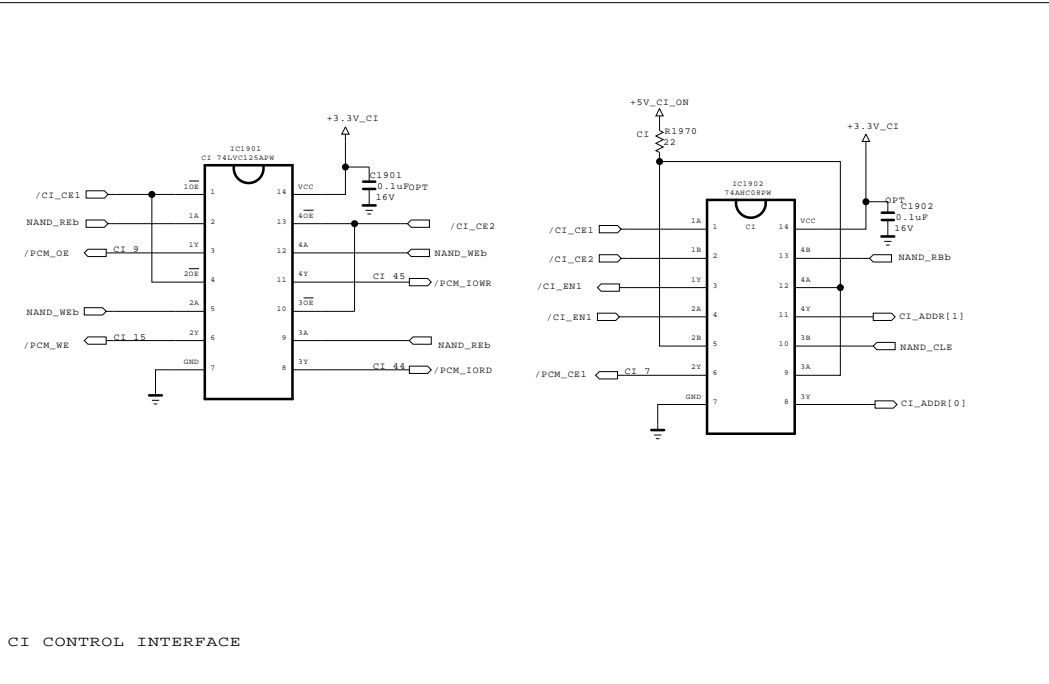 +3.3V_CI
IC1901
CI 74LVC125APW
C1901
0.1uF OPT
16V
/CI_CE1
1OE
1
14
VCC
NAND_REb
1A
2
13
4OE
/CI_CE2
/PCM_OE
CI 9
1Y
3
12
4A
NAND_WEb
2OE
4
11
4Y
CI 45
/PCM_IOWR
NAND_WEb
2A
5
10
3OE
/PCM_WE
CI 15
2Y
6
9
3A
NAND_REb
GND
7
8
3Y
CI 44
/PCM_IORD
+5V_CI_ON
CI
R1970
22
+3.3V_CI
IC1902
74AHC08PW
CI
OPT
C1902
0.1uF
16V
/CI_CE1
1A
1
14
VCC
/CI_CE2
1B
2
13
4B
NAND_RBb
/CI_EN1
1Y
3
12
4A
/CI_EN1
2A
4
11
4Y
CI_ADDR[1]
2B
5
10
3B
NAND_CLE
/PCM_CE1
CI 7
2Y
6
9
3A
GND
7
8
3Y
CI_ADDR[0]
CI CONTROL INTERFACE